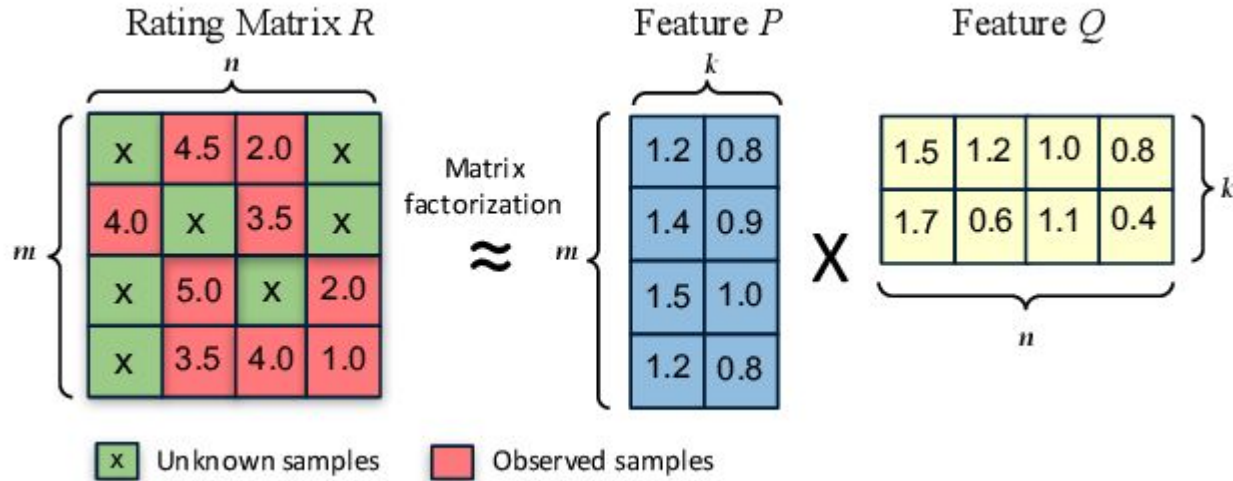 Rating Matrix R
Feature P
Feature Q
n
k
m
x 4.5 2.0 x
4.0 x 3.5 x
x 5.0 x 2.0
x 3.5 4.0 1.0
Matrix
factorization
≈
m
1.2 0.8
1.4 0.9
1.5 1.0
1.2 0.8
X
1.5 1.2 1.0 0.8
1.7 0.6 1.1 0.4
k
n
x Unknown samples
Observed samples